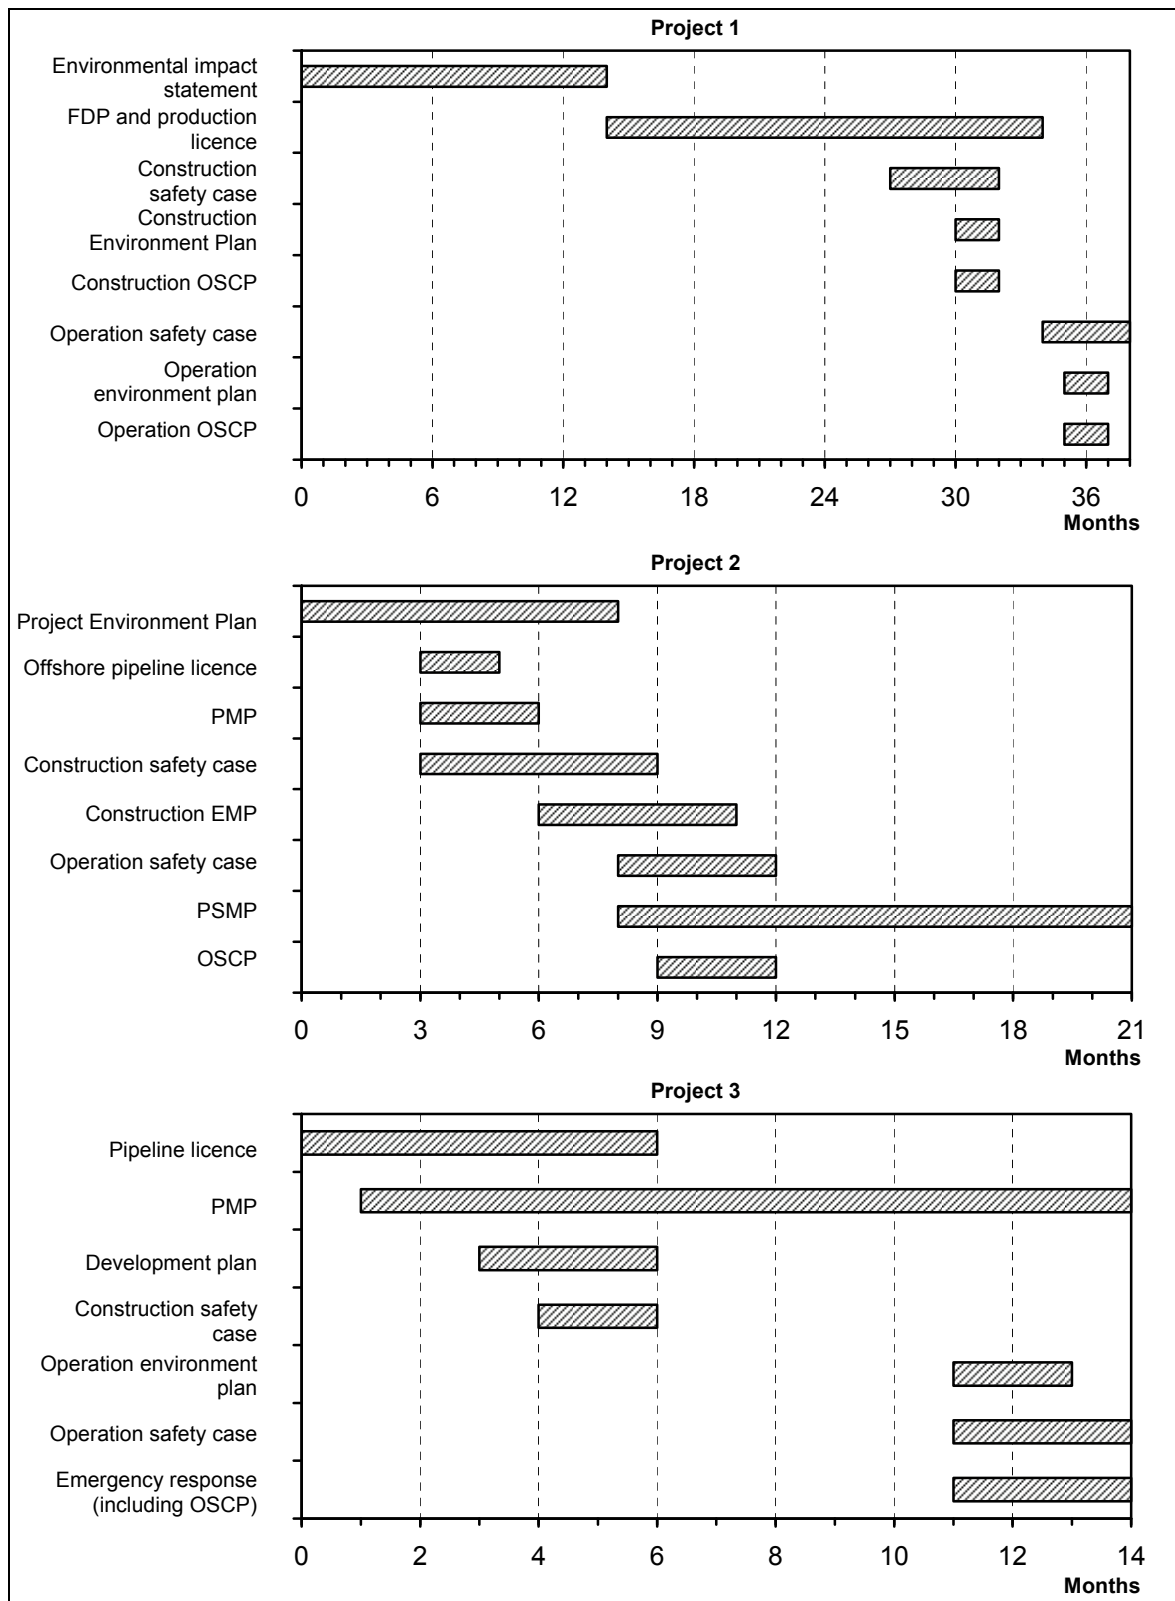 Project 1
Environmental impact
statement
FDP and production
licence
Construction
safety case
Construction
Environment Plan
Construction OSCP
Operation safety case
Operation
environment plan
Operation OSCP
0 6 12 18 24 30 36
Months
Project 2
Project Environment Plan
Offshore pipeline licence
PMP
Construction safety case
Construction EMP
Operation safety case
PSMP
OSCP
0 3 6 9 12 15 18 21
Months
Project 3
Pipeline licence
PMP
Development plan
Construction safety
case
Operation environment
plan
Operation safety case
Emergency response
(including OSCP)
0 2 4 6 8 10 12 14
Months